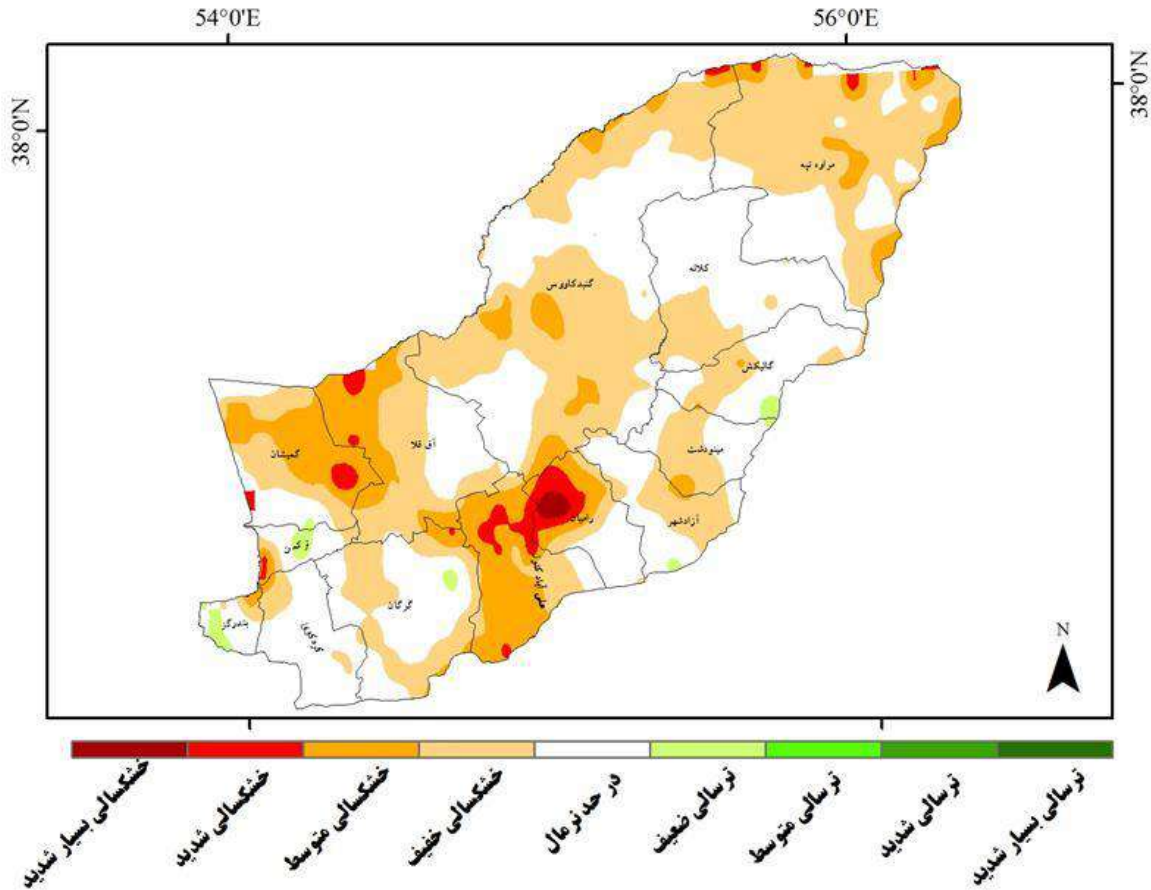 54°0'E
56°0'E
38°0'N
38°0'N
مراوه تپه
کلاله
گنبدکاووس
گالیکش
آق قلا
مینودشت
گمیشان
رامیان
آزادشهر
ترکمن
علی آباد کتول
گرگان
بندرگز
کردکوی
N
خشکسالی بسیار شدید
خشکسالی شدید
خشکسالی متوسط
خشکسالی خفیف
در حد نرمال
ترسالی ضعیف
ترسالی متوسط
ترسالی شدید
ترسالی بسیار شدید